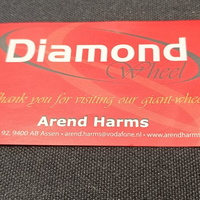 Diamond
Wheel
Thank you for visiting our giant-wheel
Arend Harms
92, 9400 AB Assen • arend.harms@vodafone.nl • www.arendharms